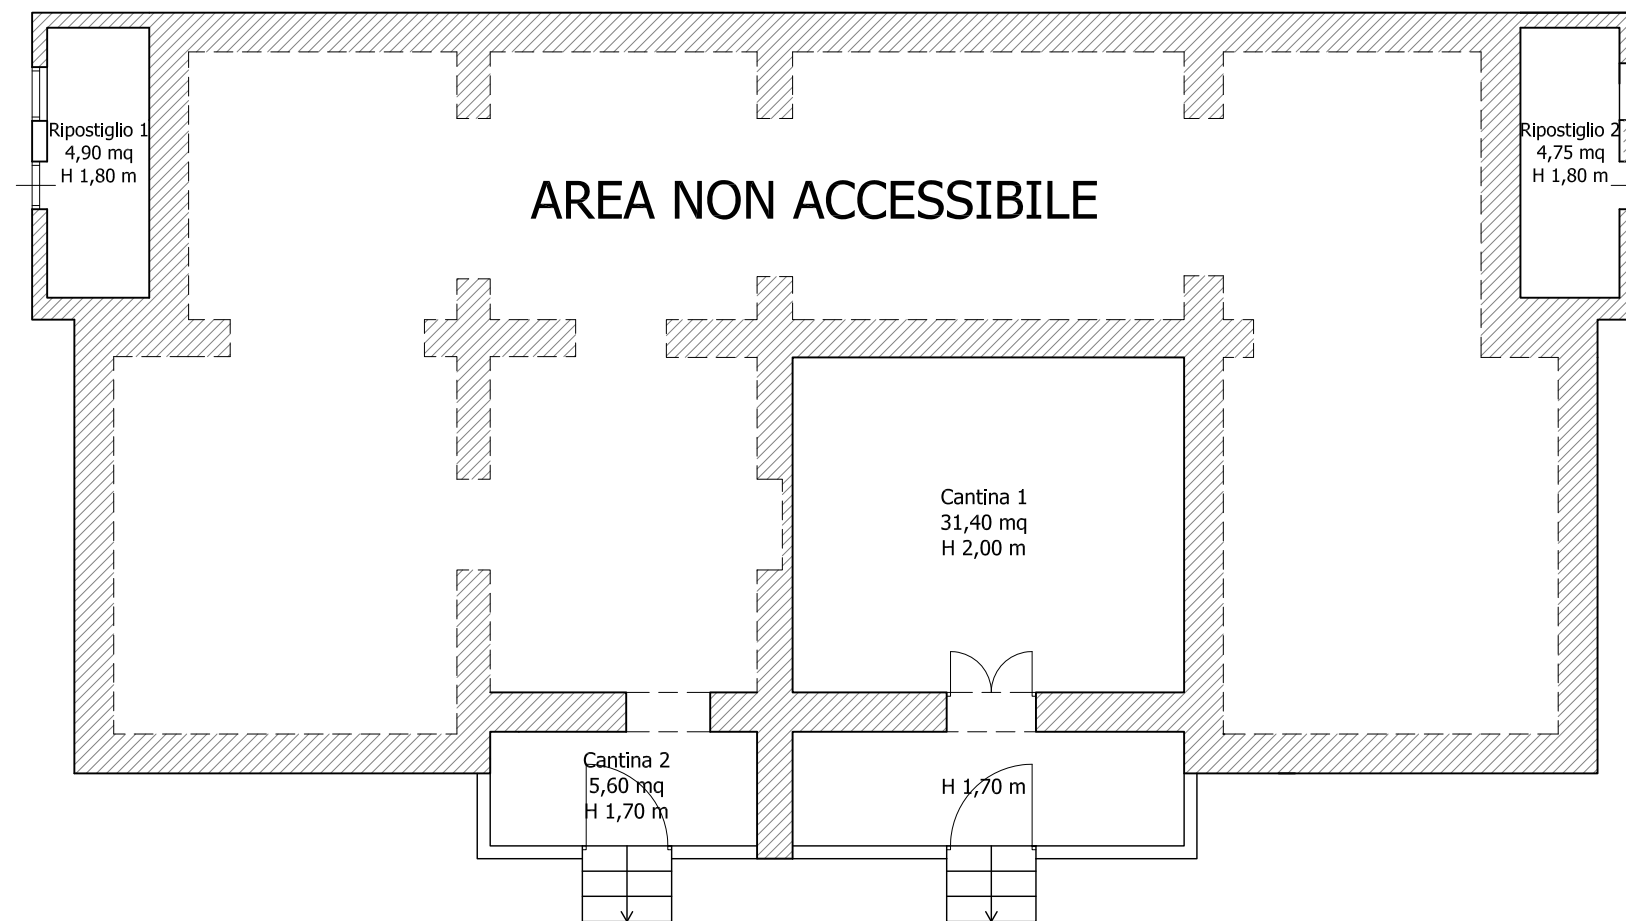 Ripostiglio 1
4,90 mq
H 1,80 m
Ripostiglio 2
4,75 mq
H 1,80 m
AREA NON ACCESSIBILE
Cantina 1
31,40 mq
H 2,00 m
Cantina 2
5,60 mq
H 1,70 m
H 1,70 m